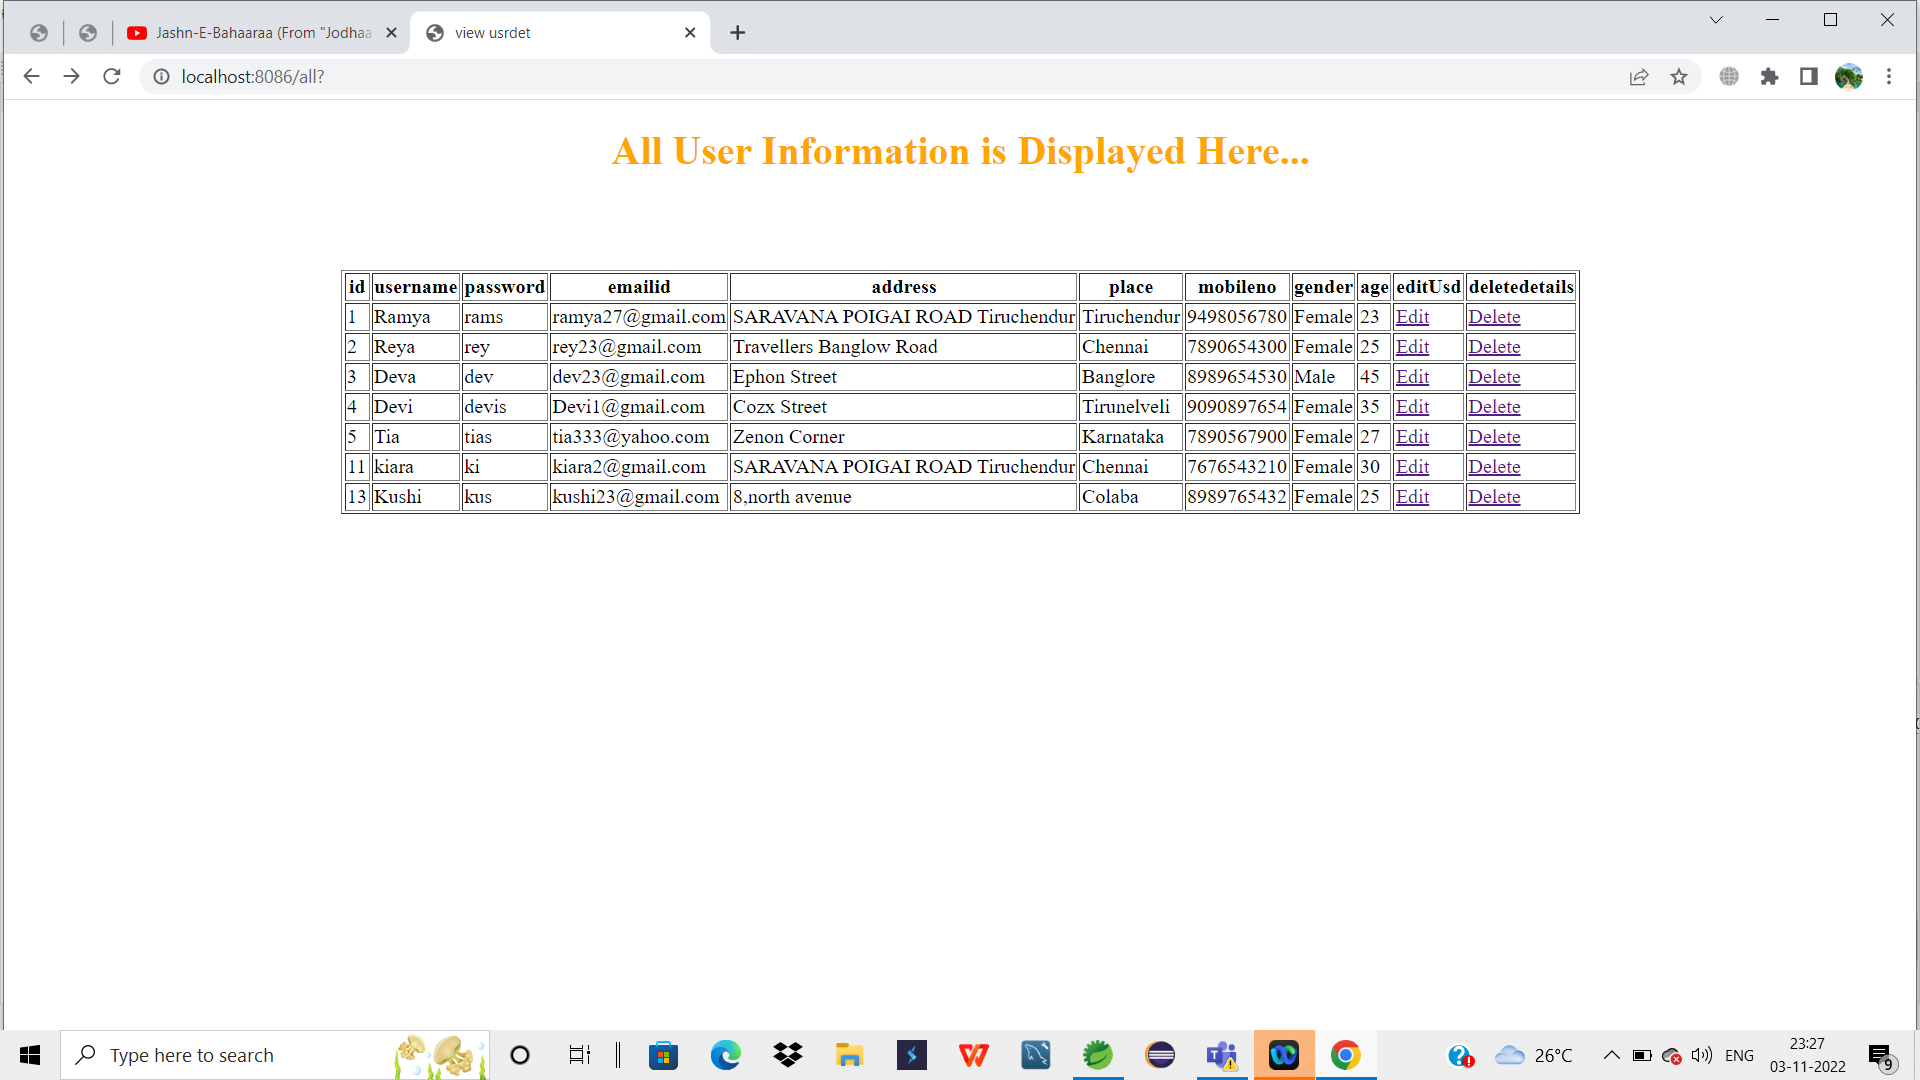 Jashn-E-Bahaaraa (From "Jodhaa
view usrdet
localhost:8086/all?
All User Information is Displayed Here...
id username password emailid address place mobileno gender age editUsd deletedetails
1 Ramya rams ramya27@gmail.com SARAVANA POIGAI ROAD Tiruchendur Tiruchendur 9498056780 Female 23 Edit Delete
2 Reya rey rey23@gmail.com Travellers Banglow Road Chennai 7890654300 Female 25 Edit Delete
3 Deva dev dev23@gmail.com Ephon Street Banglore 8989654530 Male 45 Edit Delete
4 Devi devis Devi1@gmail.com Cozx Street Tirunelveli 9090897654 Female 35 Edit Delete
5 Tia tias tia333@yahoo.com Zenon Corner Karnataka 7890567900 Female 27 Edit Delete
11 kiara ki kiara2@gmail.com SARAVANA POIGAI ROAD Tiruchendur Chennai 7676543210 Female 30 Edit Delete
13 Kushi kus kushi23@gmail.com 8,north avenue Colaba 8989765432 Female 25 Edit Delete
Type here to search
26°C
ENG
23:27
03-11-2022
9